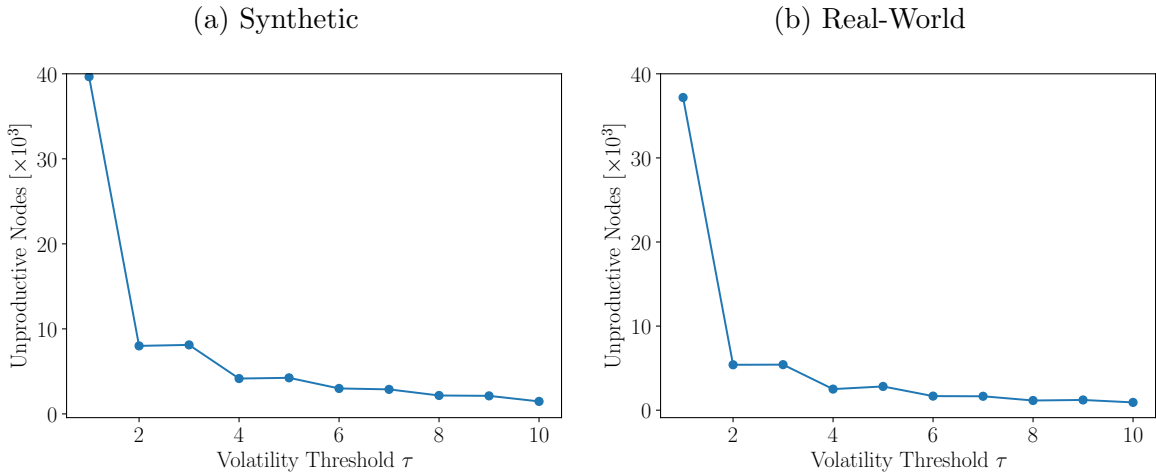 (a) Synthetic
40
30
20
10
0
Unproductive Nodes [×10³]
2 4 6 8 10
Volatility Threshold τ
(b) Real-World
40
30
20
10
0
Unproductive Nodes [×10³]
2 4 6 8 10
Volatility Threshold τ